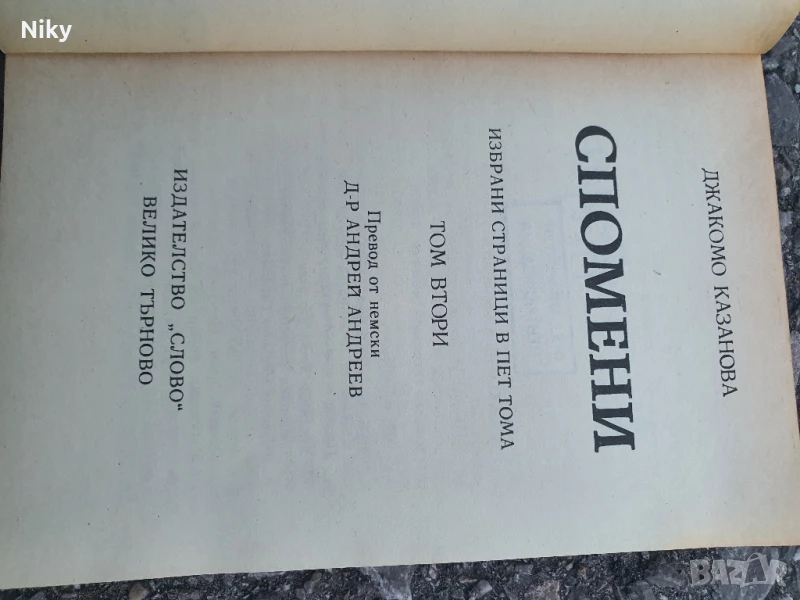 Niky
ДЖАКОМО КАЗАНОВА
СПОМЕНИ
ИЗБРАНИ СТРАНИЦИ В ПЕТ ТОМА
ТОМ ВТОРИ
Превод от немски
Д-Р АНДРЕЙ АНДРЕЕВ
ИЗДАТЕЛСТВО „СЛОВО“
ВЕЛИКО ТЪРНОВО
BAZAR